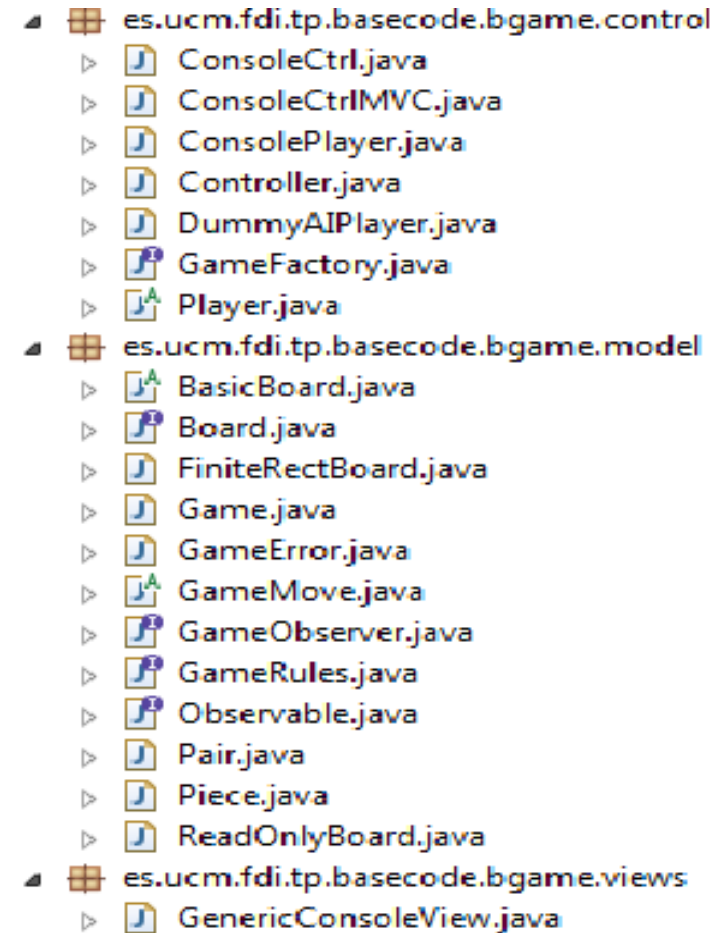 es.ucm.fdi.tp.basecode.bgame.control
ConsoleCtrl.java
ConsoleCtrlMVC.java
ConsolePlayer.java
Controller.java
DummyAIPlayer.java
GameFactory.java
Player.java
es.ucm.fdi.tp.basecode.bgame.model
BasicBoard.java
Board.java
FiniteRectBoard.java
Game.java
GameError.java
GameMove.java
GameObserver.java
GameRules.java
Observable.java
Pair.java
Piece.java
ReadOnlyBoard.java
es.ucm.fdi.tp.basecode.bgame.views
GenericConsoleView.java